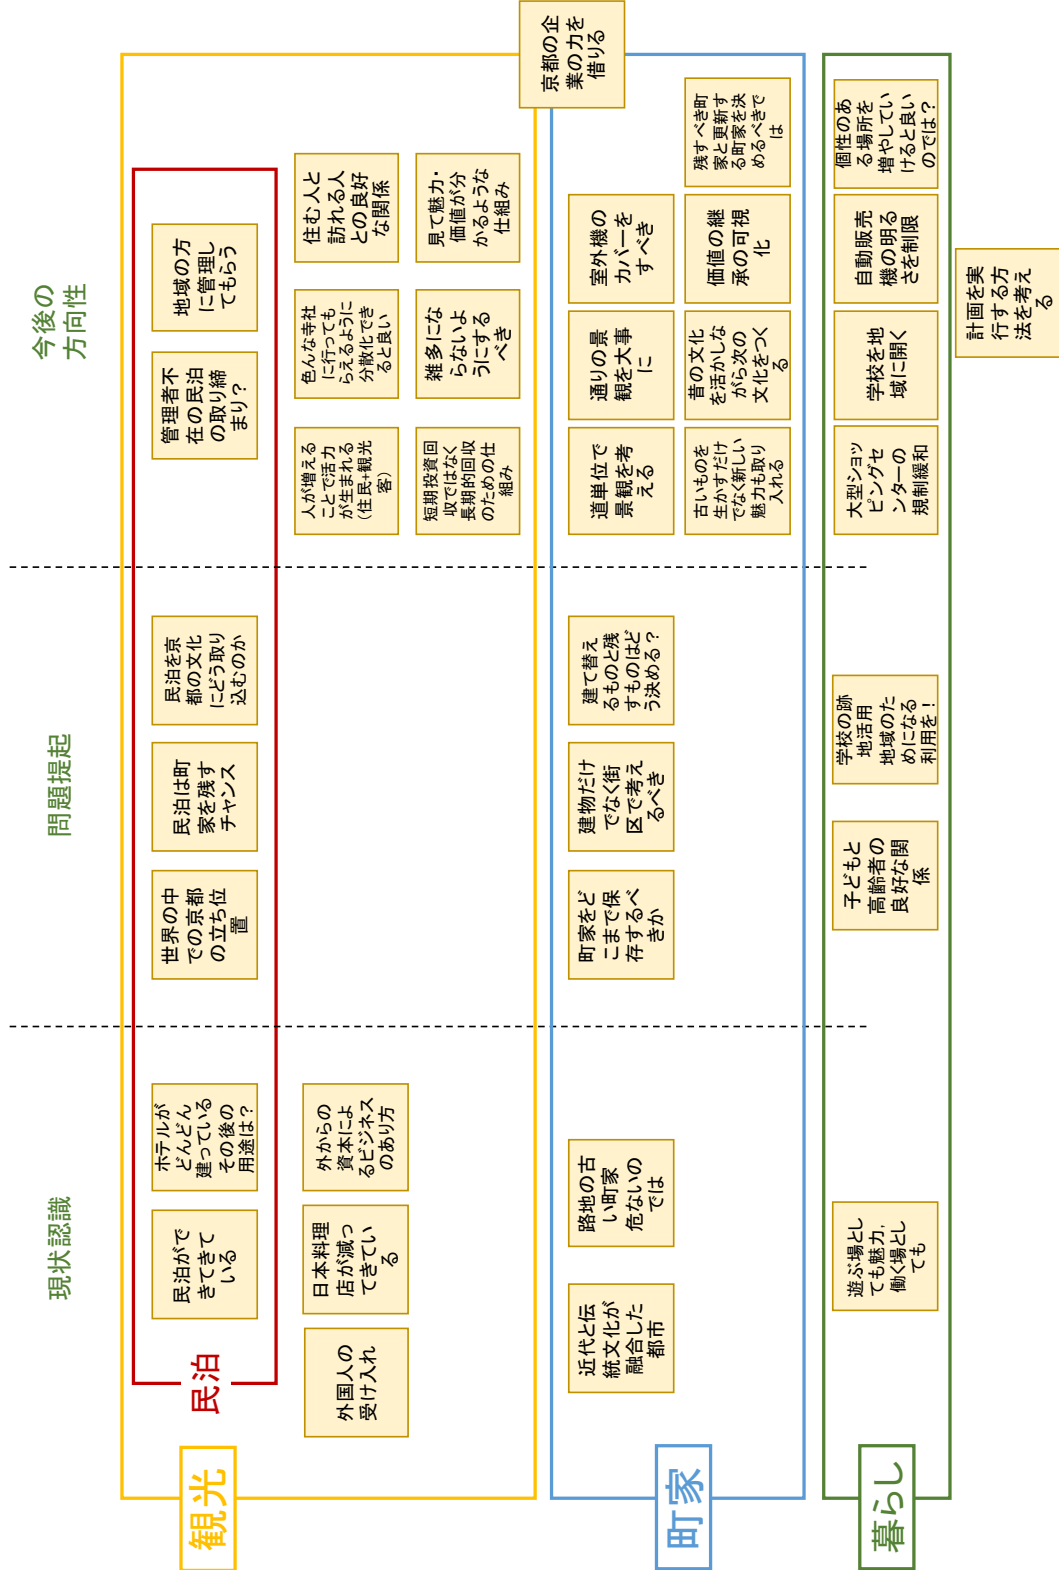 現状認識
問題提起
今後の
方向性
観光
民泊
民泊がで
きてきて
いる
ホテルが
どんどん
建っている
その後の
用途は？
世界の中
での京都
の立ち位
置
民泊は町
家を残す
チャンス
民泊を京
都の文化
にどう取り
込むのか
管理者不
在の民泊
の取り締
まり？
地域の方
に管理し
てもらう
外国人の
受け入れ
日本料理
店が減っ
てきてい
る
外からの
資本によ
るビジネス
のあり方
人が増える
ことで活力
が生まれる
（住民+観光
客）
色んな寺社
に行っても
らえるように
分散化でき
ると良い
住む人と
訪れる人
との良好
な関係
短期投資回
収ではなく
長期的回収
のための仕
組み
雑多にな
らないよ
うにする
べき
見て魅力・
価値が分
かるような
仕組み
京都の企
業の力を
借りる
町家
近代と伝
統文化が
融合した
都市
路地の古
い町家
危ないの
では
町家をど
こまで保
存するべ
きか
建物だけ
でなく街
区で考え
るべき
建て替え
るものと残
すものはど
う決める？
道単位で
景観を考
える
通りの景
観を大事
に
室外機の
カバーを
すべき
古いものを
生かすだけ
でなく新しい
魅力も取り
入れる
昔の文化
を活かしな
がら次の
文化をつく
る
価値の継
承の可視
化
残すべき町
家と更新す
る町家を決
めるべきで
は
暮らし
遊ぶ場とし
ても魅力、
働く場とし
ても
子どもと
高齢者の
良好な関
係
学校の跡
地活用
地域のた
めになる
利用を！
大型ショッ
ピングセ
ンターの
規制緩和
学校を地
域に開く
自動販売
機の明る
さを制限
個性のあ
る場所を
増やしてい
けると良い
のでは？
計画を実
行する方
法を考え
る